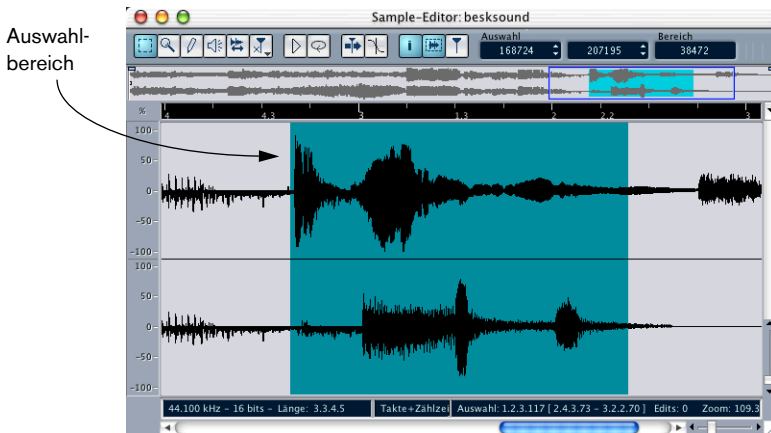 Auswahl-
bereich
Sample-Editor: besksound
Auswahl Bereich
168724 207195 38472
% 4 4.3 3 1.3 2 2.2 3
100
50
0
-50
-100
100
50
0
-50
-100
44.100 kHz – 16 bits – Länge: 3.3.4.5 Takte+Zählzei Auswahl: 1.2.3.117 [ 2.4.3.73 – 3.2.2.70 ] Edits: 0 Zoom: 109.3